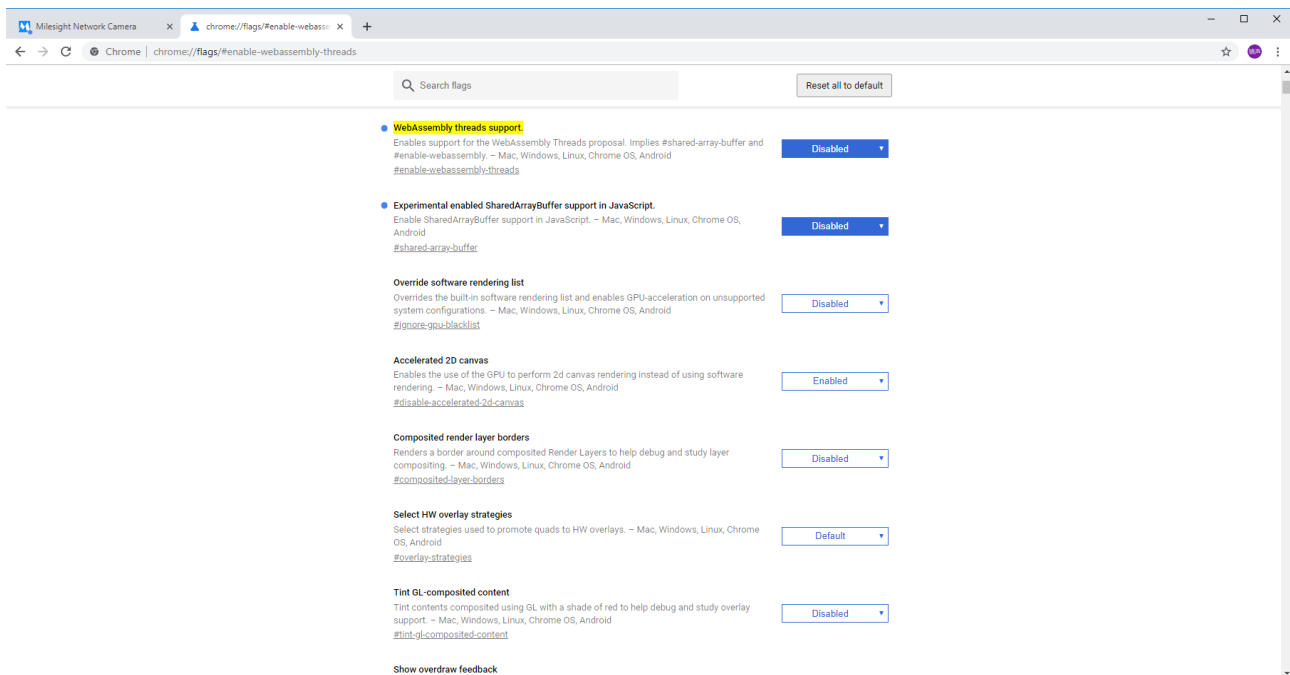 Milesight Network Camera
chrome://flags/#enable-webasse
Chrome | chrome://flags/#enable-webassembly-threads
Search flags
Reset all to default
WebAssembly threads support.
Enables support for the WebAssembly Threads proposal. Implies #shared-array-buffer and
#enable-webassembly. – Mac, Windows, Linux, Chrome OS, Android
#enable-webassembly-threads
Disabled
Experimental enabled SharedArrayBuffer support in JavaScript.
Enable SharedArrayBuffer support in JavaScript. – Mac, Windows, Linux, Chrome OS,
Android
#shared-array-buffer
Disabled
Override software rendering list
Overrides the built-in software rendering list and enables GPU-acceleration on unsupported
system configurations. – Mac, Windows, Linux, Chrome OS, Android
#ignore-gpu-blacklist
Disabled
Accelerated 2D canvas
Enables the use of the GPU to perform 2d canvas rendering instead of using software
rendering. – Mac, Windows, Linux, Chrome OS, Android
#disable-accelerated-2d-canvas
Enabled
Composited render layer borders
Renders a border around composited Render Layers to help debug and study layer
compositing. – Mac, Windows, Linux, Chrome OS, Android
#composited-layer-borders
Disabled
Select HW overlay strategies
Select strategies used to promote quads to HW overlays. – Mac, Windows, Linux, Chrome
OS, Android
#overlay-strategies
Default
Tint GL-composited content
Tint contents composited using GL with a shade of red to help debug and study overlay
support. – Mac, Windows, Linux, Chrome OS, Android
#tint-gl-composited-content
Disabled
Show overdraw feedback